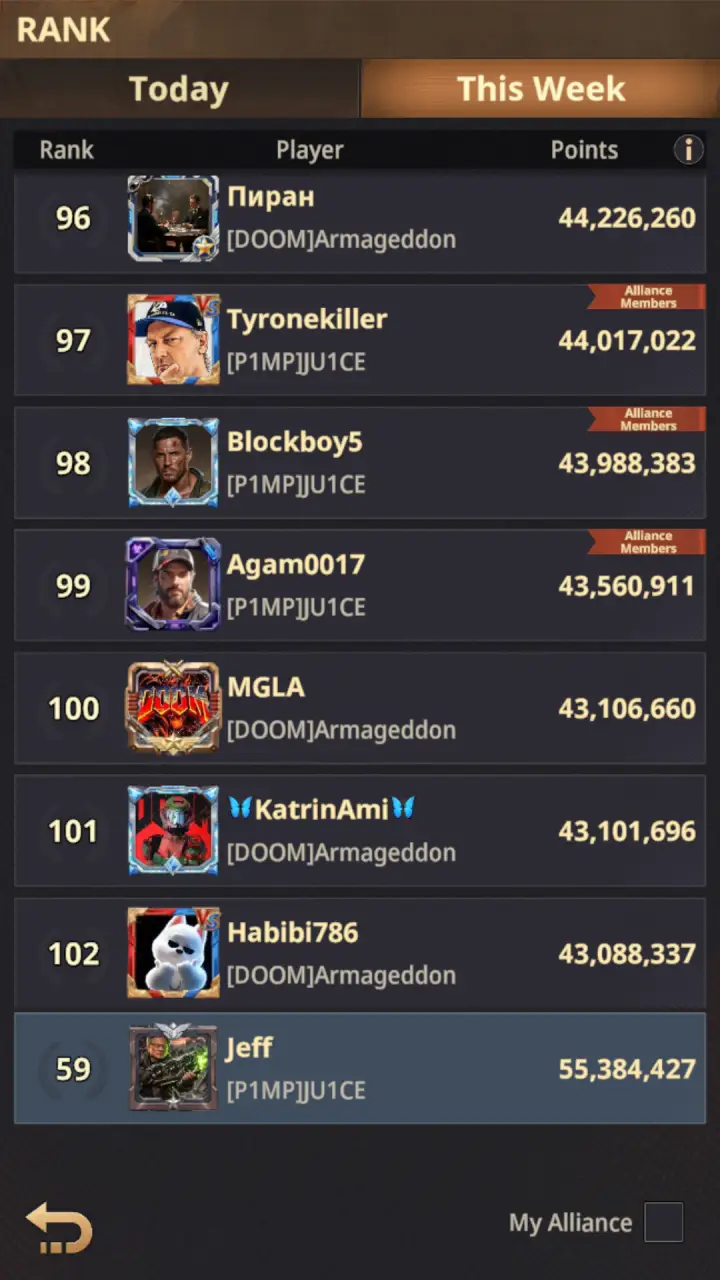 RANK
Today
This Week
Rank
Player
Points
i
96
Пиран
[DOOM]Armageddon
44,226,260
97
VS
Tyronekiller
[P1MP]JU1CE
Alliance
Members
44,017,022
98
Blockboy5
[P1MP]JU1CE
Alliance
Members
43,988,383
99
Agam0017
[P1MP]JU1CE
Alliance
Members
43,560,911
100
DOOM
MGLA
[DOOM]Armageddon
43,106,660
101
🦋KatrinAmi🦋
[DOOM]Armageddon
43,101,696
102
VS
Habibi786
[DOOM]Armageddon
43,088,337
59
Jeff
[P1MP]JU1CE
55,384,427
My Alliance